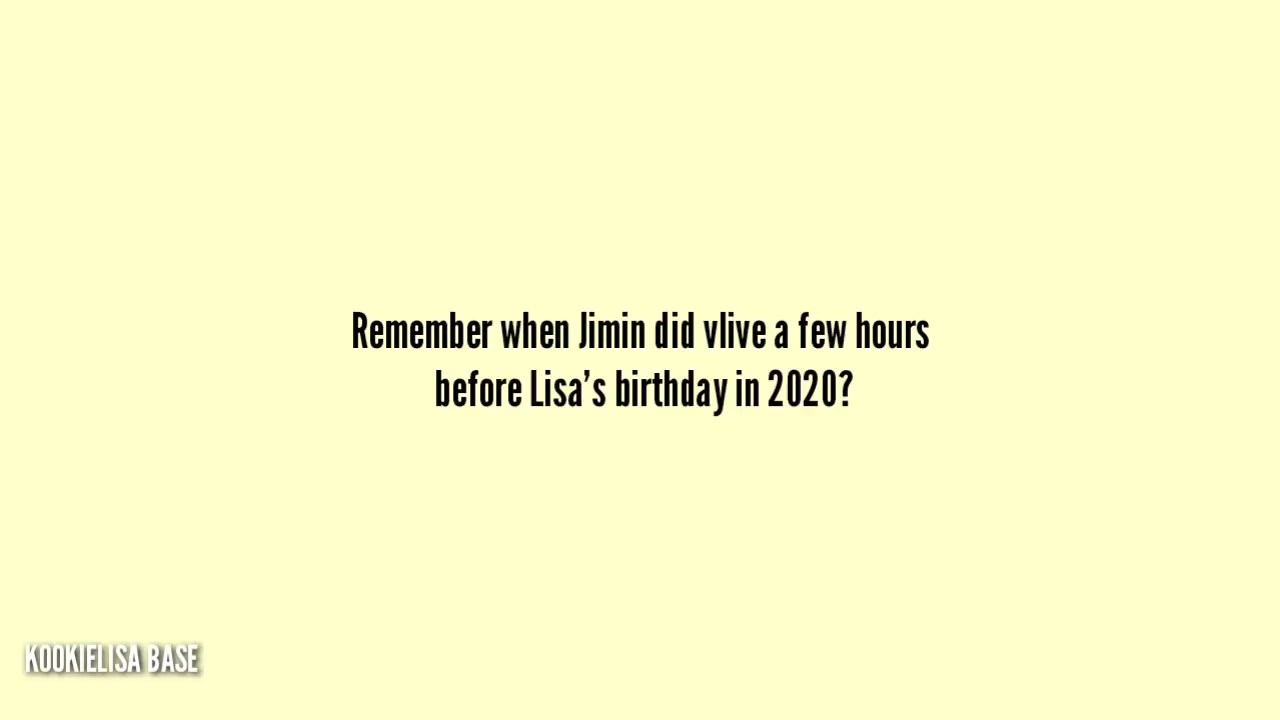 Remember when Jimin did vlive a few hours
before Lisa’s birthday in 2020?
KOOKIELISA BASE